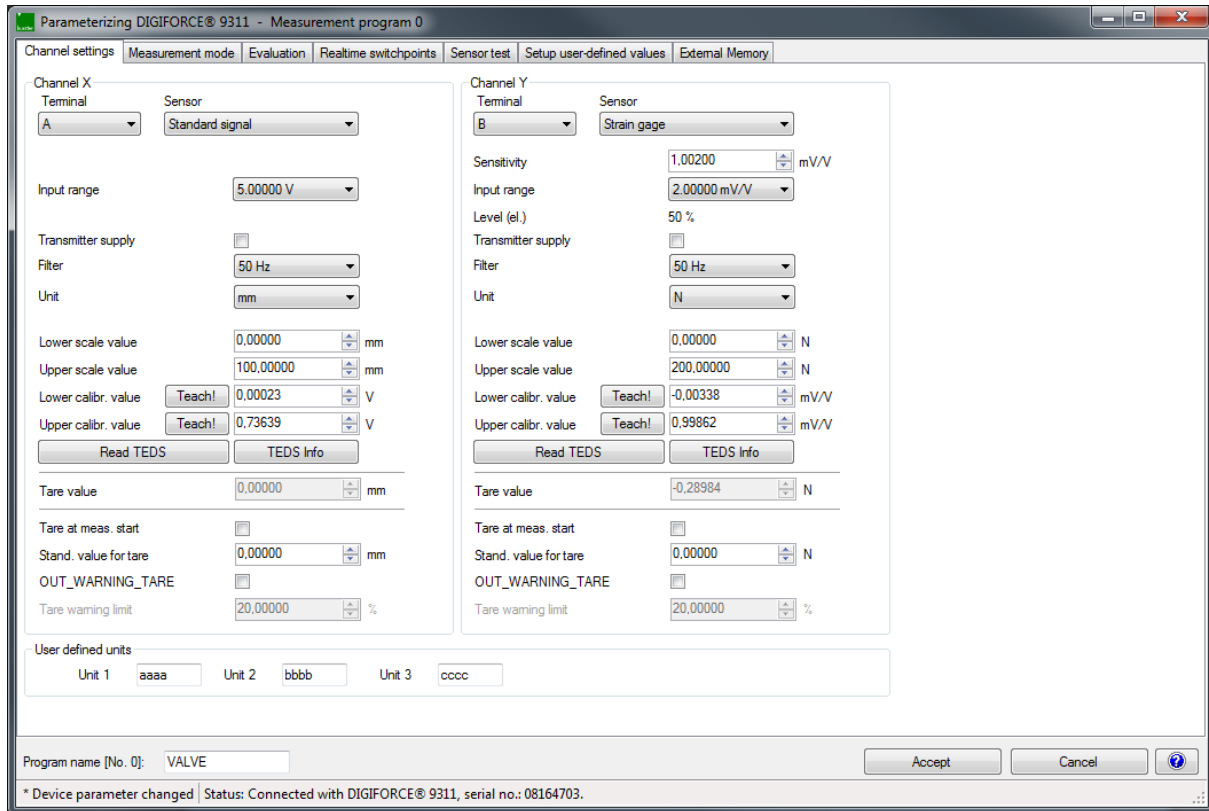 Parameterizing DIGIFORCE® 9311 - Measurement program 0
Channel settings Measurement mode Evaluation Realtime switchpoints Sensor test Setup user-defined values External Memory
Channel X
Terminal Sensor
A Standard signal
Input range 5.00000 V
Transmitter supply
Filter 50 Hz
Unit mm
Lower scale value 0,00000 mm
Upper scale value 100,00000 mm
Lower calibr. value Teach! 0,00023 V
Upper calibr. value Teach! 0,73639 V
Read TEDS TEDS Info
Tare value 0,00000 mm
Tare at meas. start
Stand. value for tare 0,00000 mm
OUT_WARNING_TARE
Tare warning limit 20,00000 %
Channel Y
Terminal Sensor
B Strain gage
Sensitivity 1,00200 mV/V
Input range 2.00000 mV/V
Level (el.) 50 %
Transmitter supply
Filter 50 Hz
Unit N
Lower scale value 0,00000 N
Upper scale value 200,00000 N
Lower calibr. value Teach! -0,00338 mV/V
Upper calibr. value Teach! 0,99862 mV/V
Read TEDS TEDS Info
Tare value -0,28984 N
Tare at meas. start
Stand. value for tare 0,00000 N
OUT_WARNING_TARE
Tare warning limit 20,00000 %
User defined units
Unit 1 aaaa Unit 2 bbbb Unit 3 cccc
Program name [No. 0]: VALVE Accept Cancel ?
* Device parameter changed Status: Connected with DIGIFORCE® 9311, serial no.: 08164703.